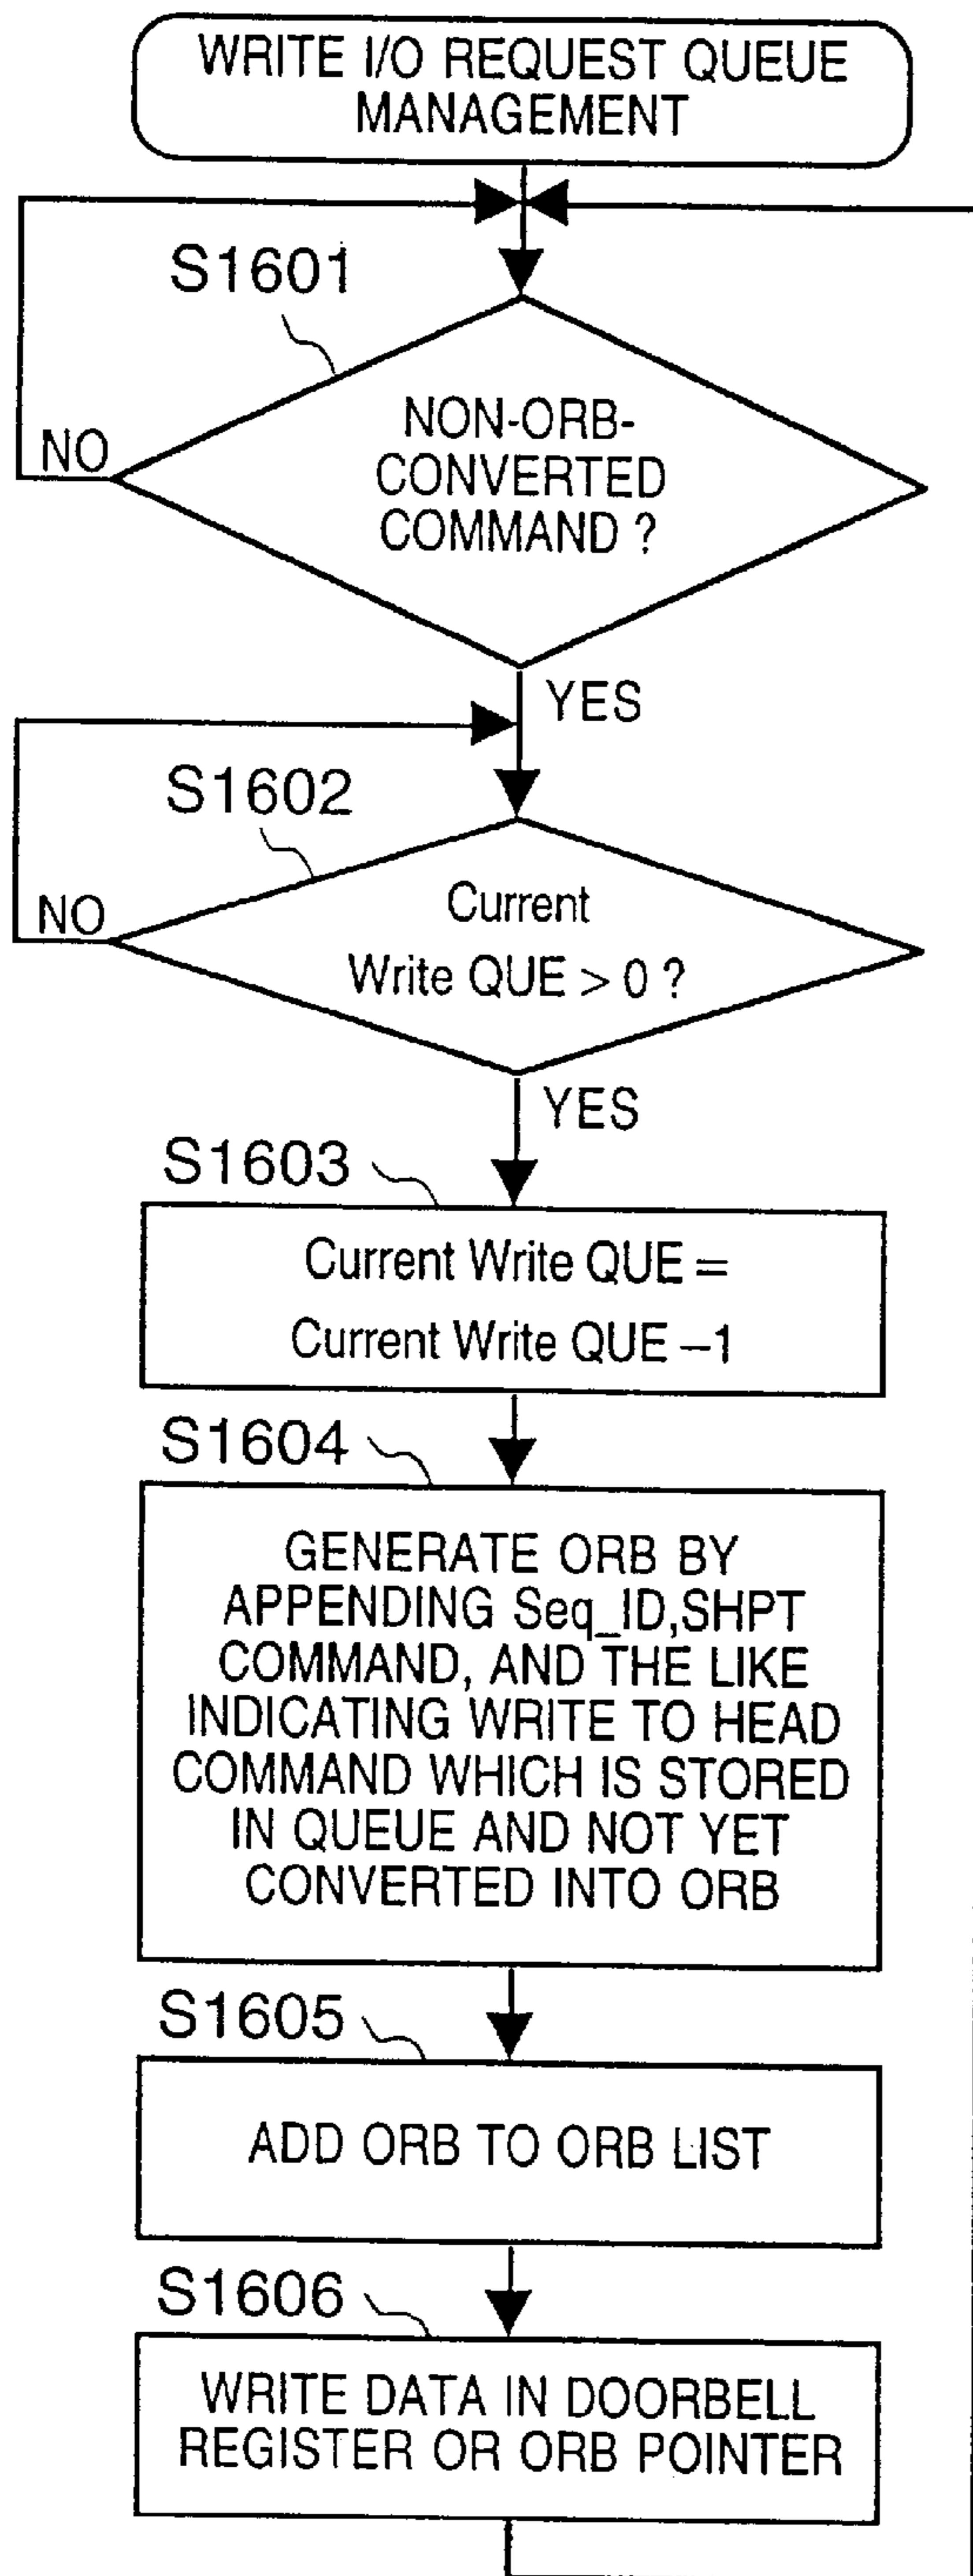 WRITE I/O REQUEST QUEUE
MANAGEMENT
S1601
NON-ORB-
CONVERTED
COMMAND ?
NO
YES
S1602
Current
Write QUE > 0 ?
NO
YES
S1603
Current Write QUE =
Current Write QUE –1
S1604
GENERATE ORB BY
APPENDING Seq_ID,SHPT
COMMAND, AND THE LIKE
INDICATING WRITE TO HEAD
COMMAND WHICH IS STORED
IN QUEUE AND NOT YET
CONVERTED INTO ORB
S1605
ADD ORB TO ORB LIST
S1606
WRITE DATA IN DOORBELL
REGISTER OR ORB POINTER